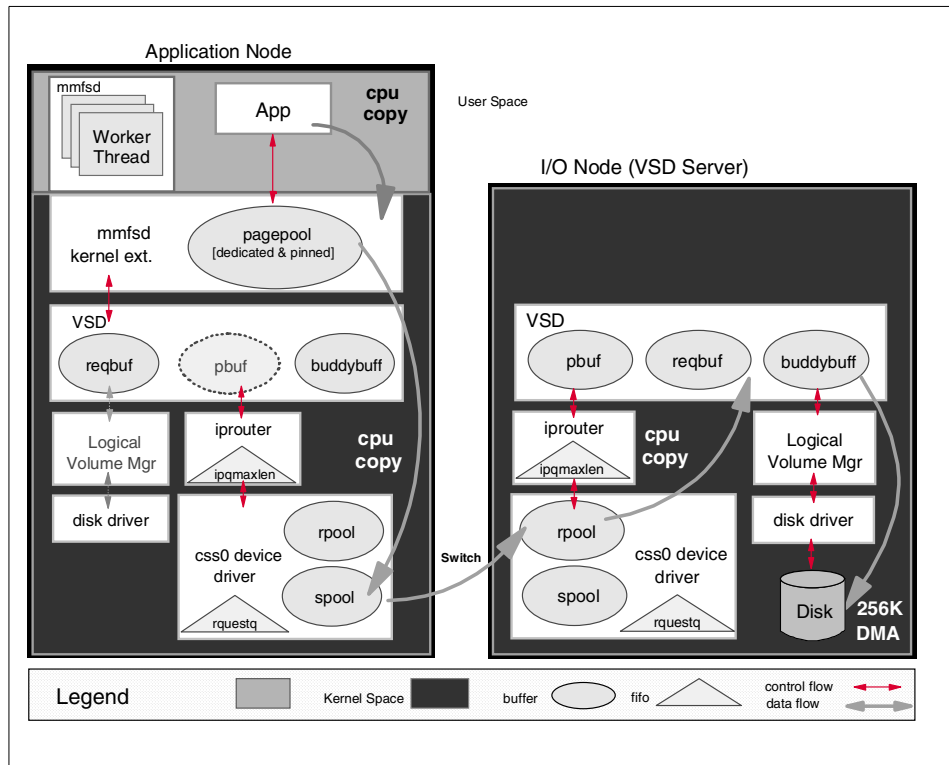 Application Node
mmfsd
Worker
Thread
App
cpu
copy
User Space
I/O Node (VSD Server)
mmfsd
kernel ext.
pagepool
[dedicated & pinned]
VSD
reqbuf
pbuf
buddybuff
Logical
Volume Mgr
disk driver
iprouter
ipqmaxlen
cpu
copy
css0 device
driver
rpool
spool
rquestq
Switch
VSD
pbuf
reqbuf
buddybuff
iprouter
ipqmaxlen
cpu
copy
Logical
Volume Mgr
disk driver
rpool
css0 device
driver
spool
rquestq
Disk
256K
DMA
Legend
Kernel Space
buffer
fifo
control flow
data flow